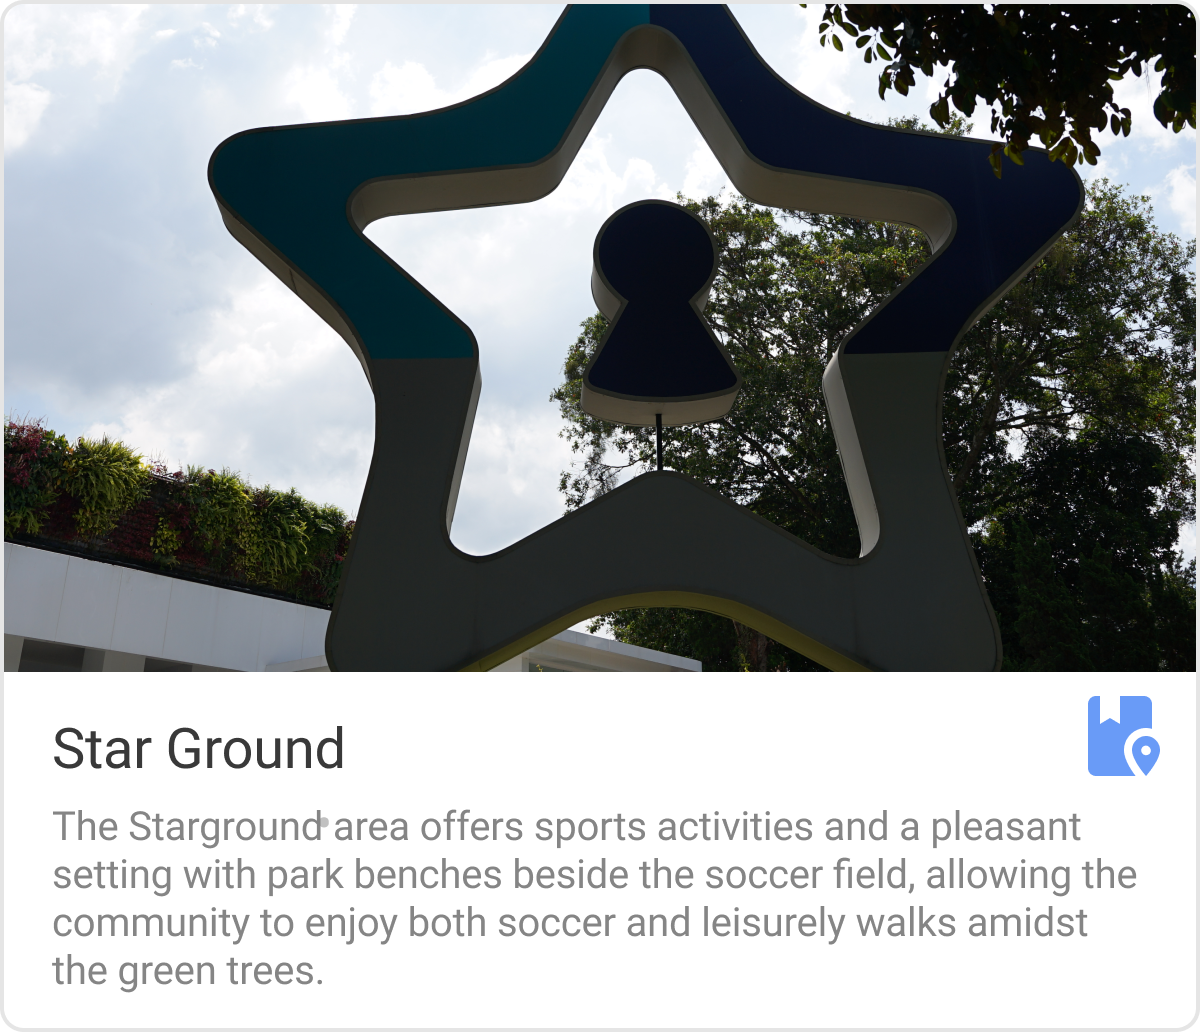 Star Ground
The Starground area offers sports activities and a pleasant
setting with park benches beside the soccer field, allowing the
community to enjoy both soccer and leisurely walks amidst
the green trees.